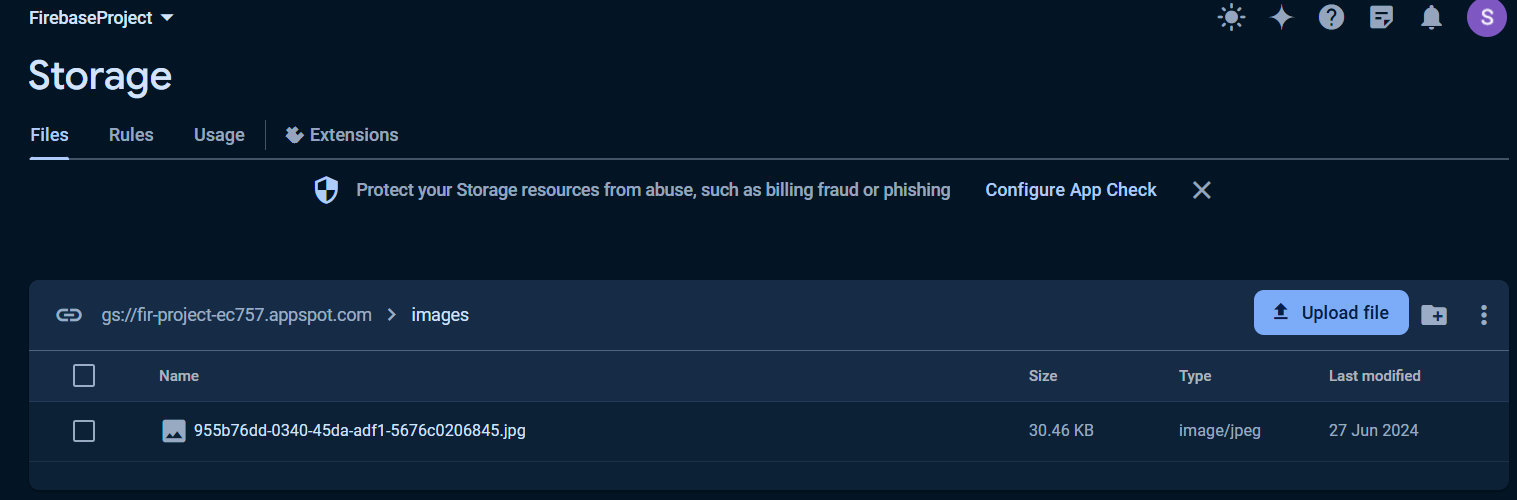 FirebaseProject
S
Storage
Files Rules Usage Extensions
Protect your Storage resources from abuse, such as billing fraud or phishing Configure App Check
gs://fir-project-ec757.appspot.com > images Upload file
Name Size Type Last modified
955b76dd-0340-45da-adf1-5676c0206845.jpg 30.46 KB image/jpeg 27 Jun 2024